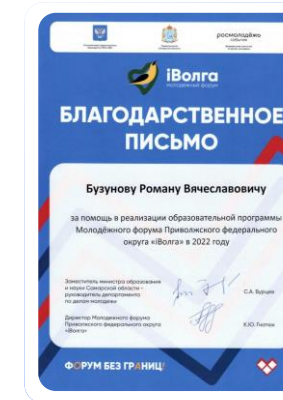 росмолодёжь
iВолга
молодёжный форум
БЛАГОДАРСТВЕННОЕ
ПИСЬМО
Бузунову Роману Вячеславовичу
за помощь в реализации образовательной программы
Молодёжного форума Приволжского федерального
округа «iВолга» в 2022 году
Заместитель министра образования
и науки Самарской области –
руководитель департамента
по делам молодежи
С.А. Бурцев
Директор Молодежного форума
Приволжского федерального округа
«iВолга»
К.Ю.
ФОРУМ БЕЗ ГРАНИЦ!